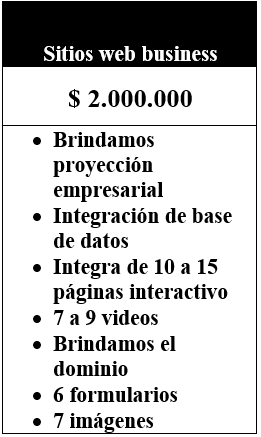 Sitios web business
$ 2.000.000
• Brindamos
proyección
empresarial
• Integración de base
de datos
• Integra de 10 a 15
páginas interactivo
• 7 a 9 videos
• Brindamos el
dominio
• 6 formularios
• 7 imágenes